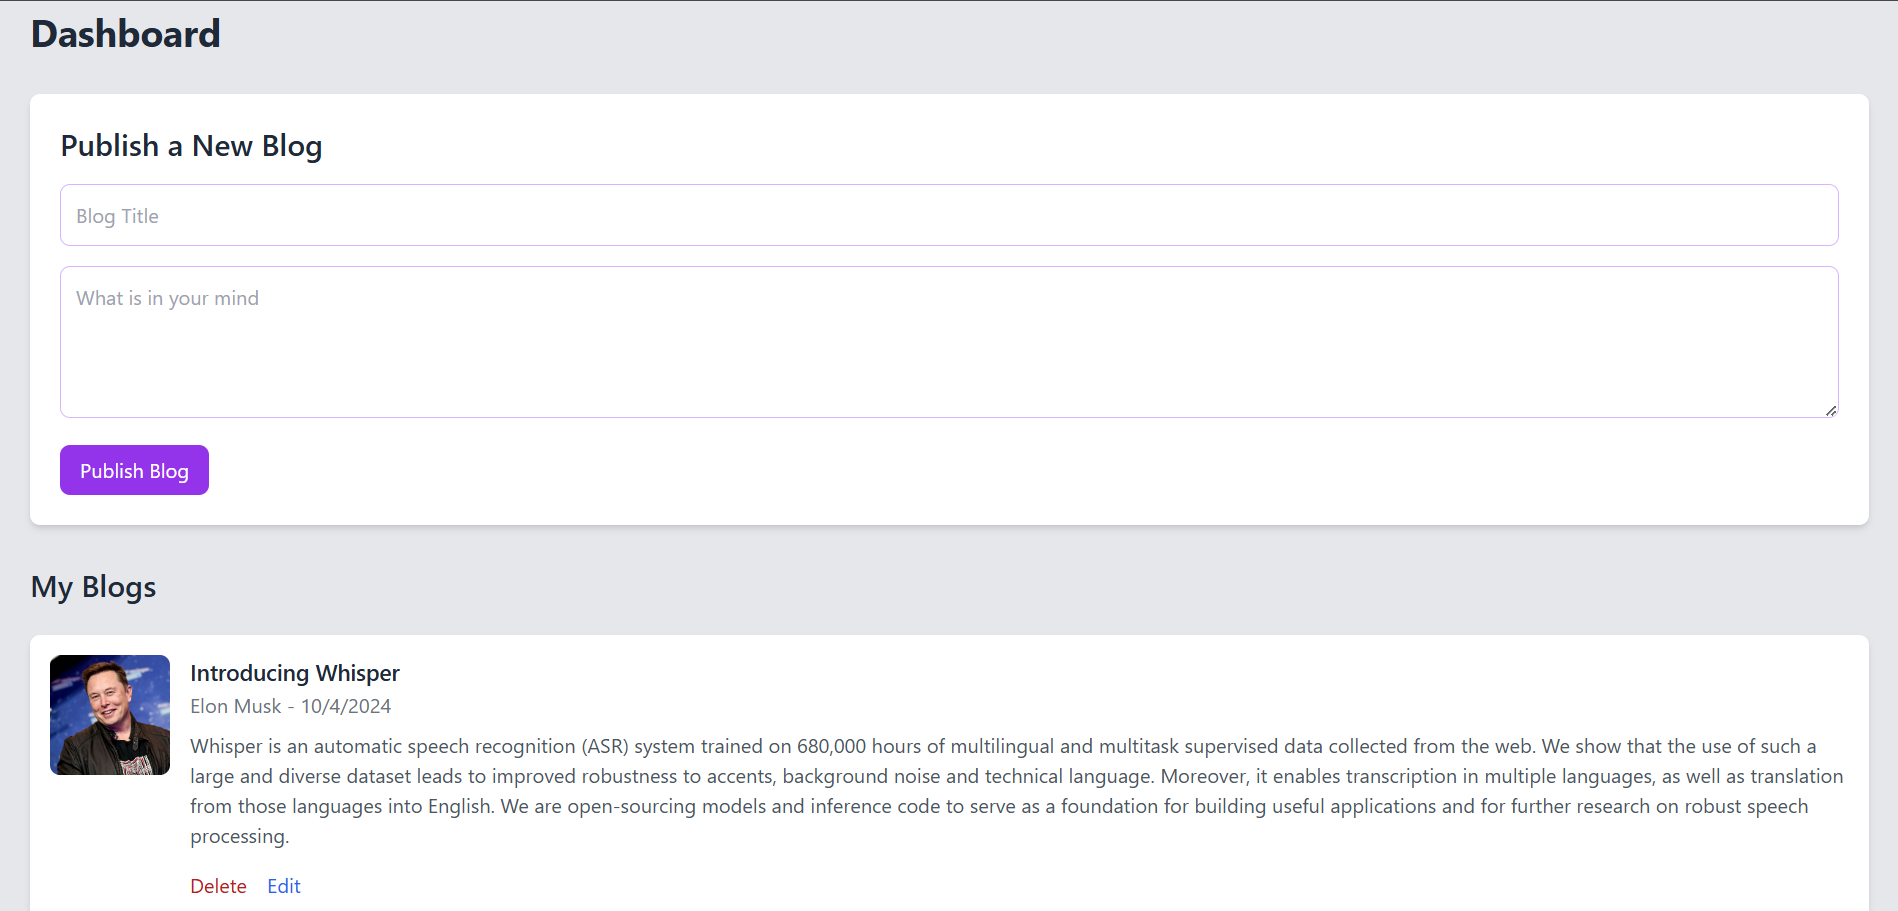 Dashboard
Publish a New Blog
Blog Title
What is in your mind
Publish Blog
My Blogs
Introducing Whisper
Elon Musk - 10/4/2024
Whisper is an automatic speech recognition (ASR) system trained on 680,000 hours of multilingual and multitask supervised data collected from the web. We show that the use of such a
large and diverse dataset leads to improved robustness to accents, background noise and technical language. Moreover, it enables transcription in multiple languages, as well as translation
from those languages into English. We are open-sourcing models and inference code to serve as a foundation for building useful applications and for further research on robust speech
processing.
Delete Edit